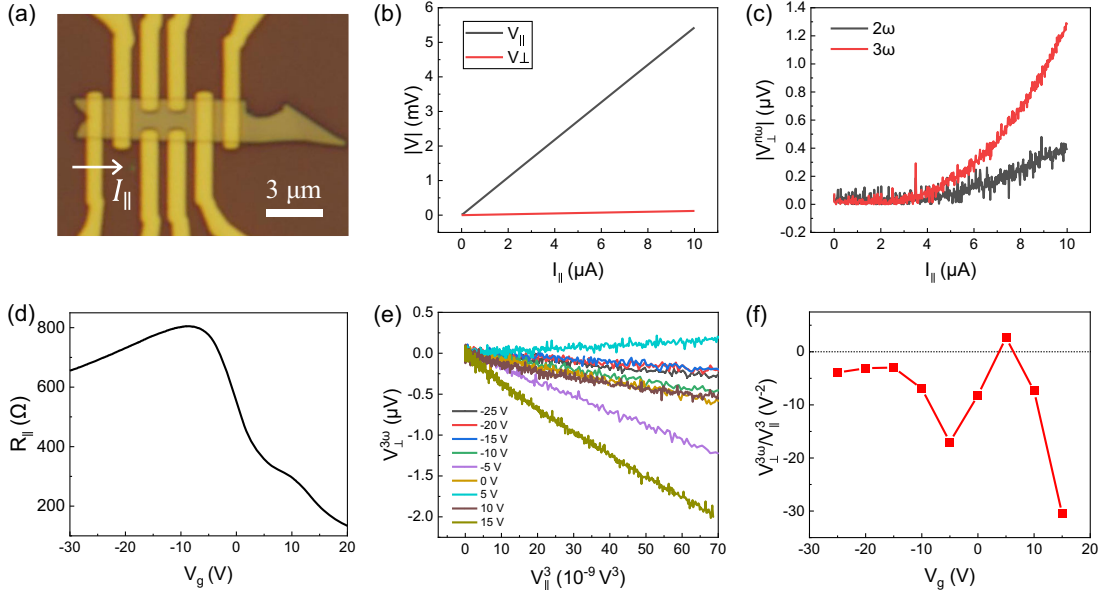 (a)
I∥
3 μm
(b)
|V| (mV)
6
5
4
3
2
1
0
V∥
V⊥
0 2 4 6 8 10
I∥ (μA)
(c)
|V⊥ⁿω| (μV)
1.4
1.2
1.0
0.8
0.6
0.4
0.2
0.0
-0.2
2ω
3ω
0 2 4 6 8 10
I∥ (μA)
(d)
R∥ (Ω)
800
600
400
200
-30 -20 -10 0 10 20
Vg (V)
(e)
V⊥³ω (μV)
0.5
0.0
-0.5
-1.0
-1.5
-2.0
-25 V
-20 V
-15 V
-10 V
-5 V
0 V
5 V
10 V
15 V
0 10 20 30 40 50 60 70
V∥³ (10⁻⁹ V³)
(f)
V⊥³ω/V∥³ (V⁻²)
0
-10
-20
-30
-30 -20 -10 0 10 20
Vg (V)